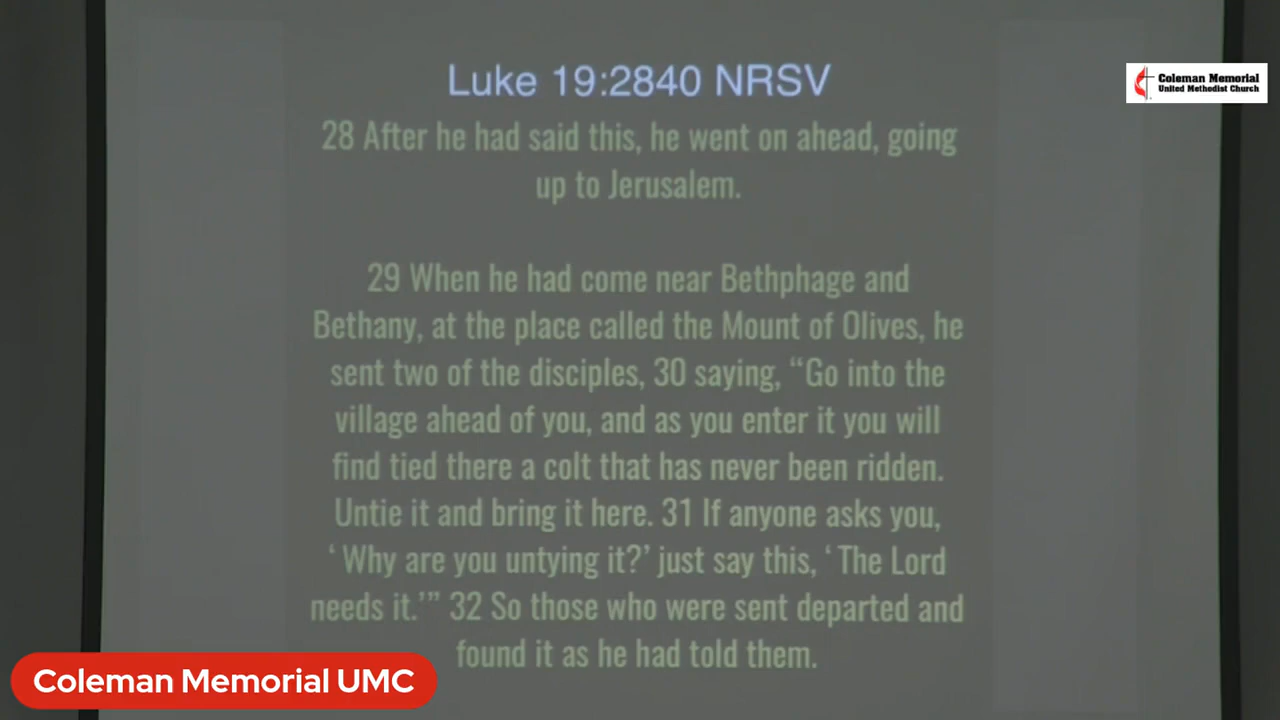 Luke 19:2840 NRSV
28 After he had said this, he went on ahead, going
up to Jerusalem.
29 When he had come near Bethphage and
Bethany, at the place called the Mount of Olives, he
sent two of the disciples, 30 saying, “Go into the
village ahead of you, and as you enter it you will
find tied there a colt that has never been ridden.
Untie it and bring it here. 31 If anyone asks you,
‘ Why are you untying it?’ just say this, ‘ The Lord
needs it.’” 32 So those who were sent departed and
found it as he had told them.
Coleman Memorial
United Methodist Church
Coleman Memorial UMC